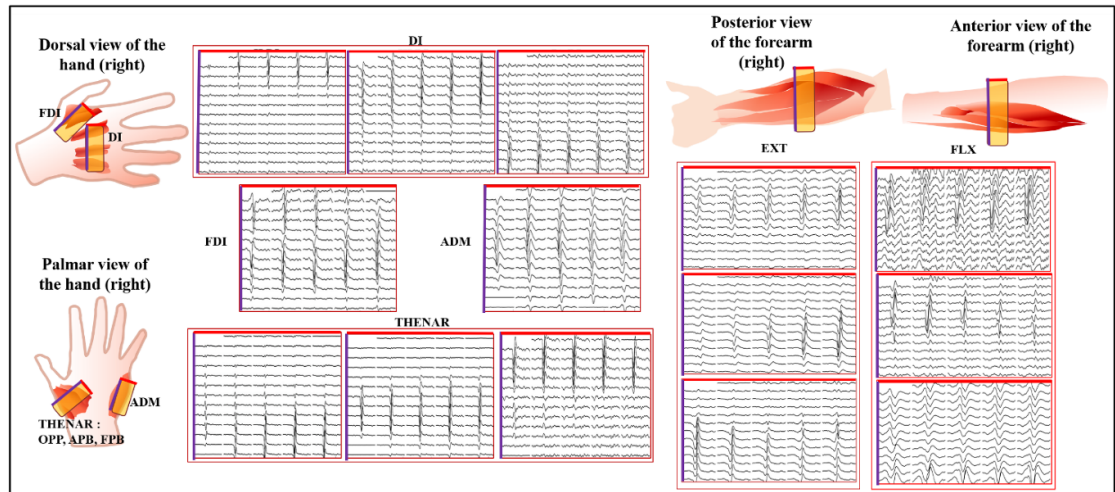 Dorsal view of the
hand (right)
FDI
DI
DI
FDI
ADM
Palmar view of
the hand (right)
ADM
THENAR :
OPP, APB, FPB
THENAR
Posterior view
of the forearm
(right)
EXT
Anterior view of
the forearm (right)
FLX